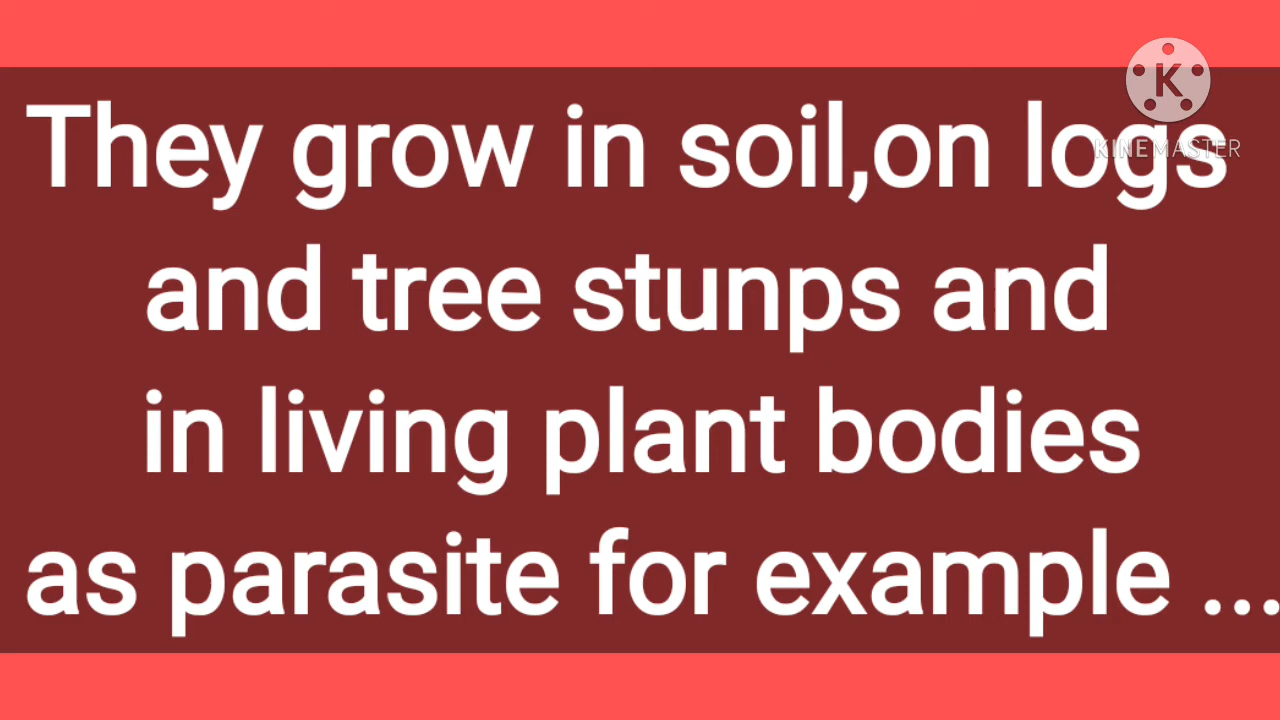 They grow in soil,on logs
KINEMASTER
and tree stunps and
in living plant bodies
as parasite for example ...